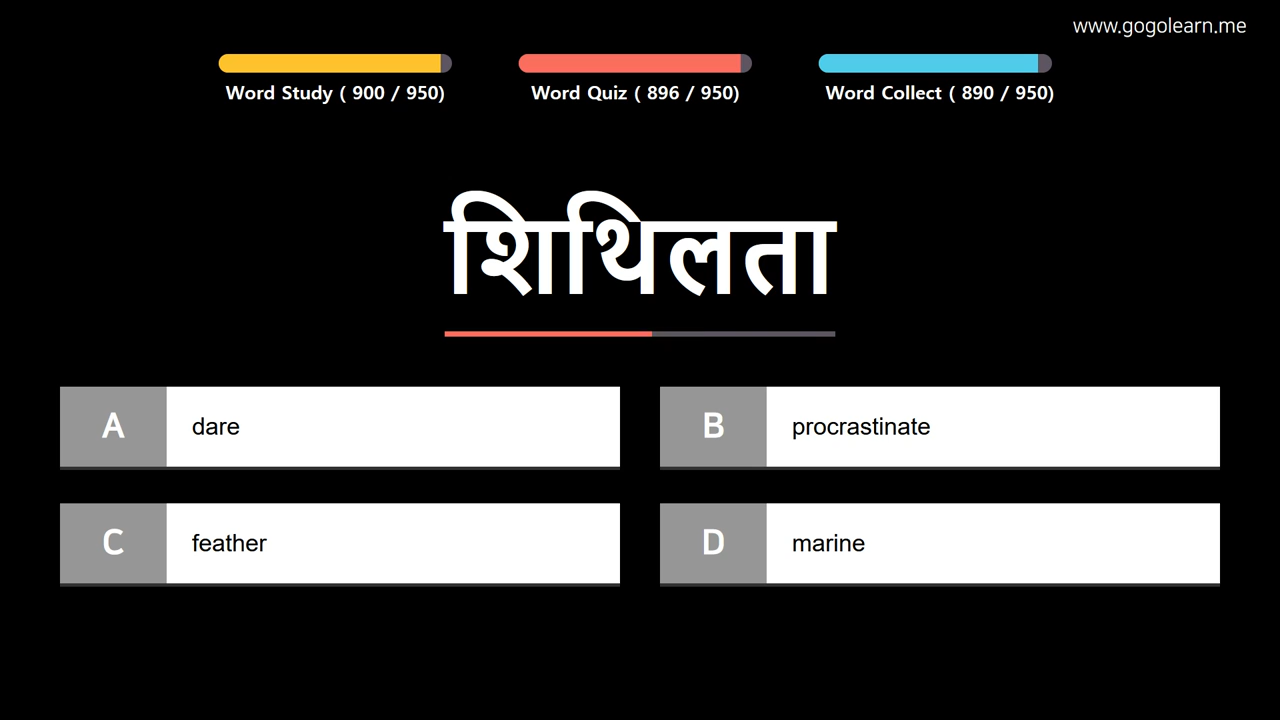 www.gogolearn.me
Word Study ( 900 / 950)
Word Quiz ( 896 / 950)
Word Collect ( 890 / 950)
शिथिलता
A dare
B procrastinate
C feather
D marine